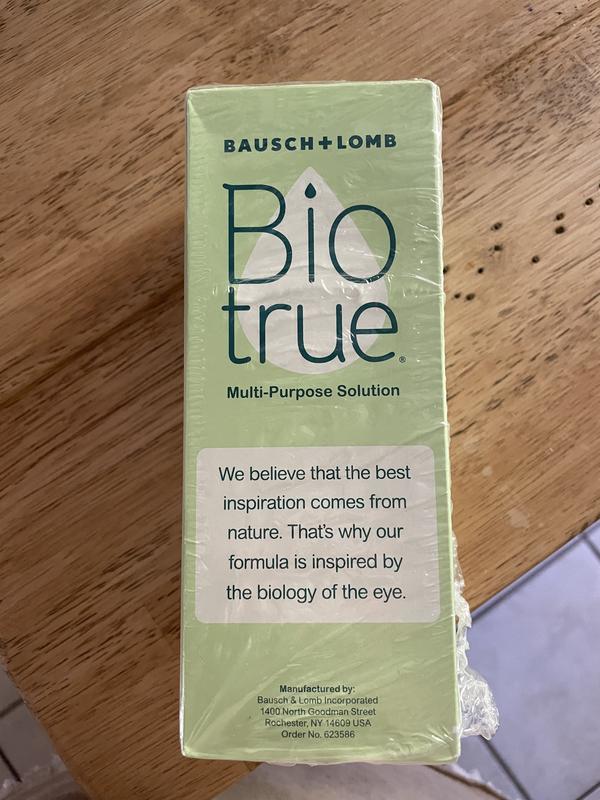 BAUSCH+LOMB
Bio
true®
Multi-Purpose Solution
We believe that the best
inspiration comes from
nature. That's why our
formula is inspired by
the biology of the eye.
Manufactured by:
Bausch & Lomb Incorporated
1400 North Goodman Street
Rochester, NY 14609 USA
Order No. 623586